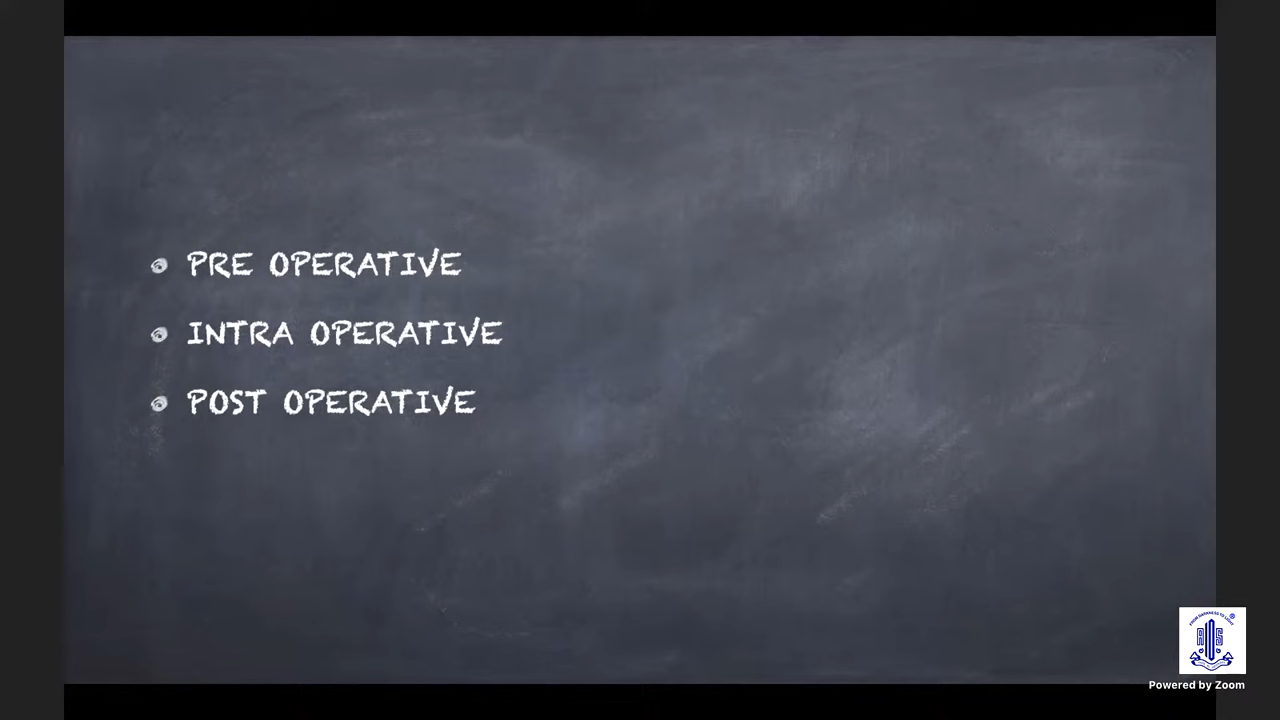 PRE OPERATIVE
INTRA OPERATIVE
POST OPERATIVE
Powered by Zoom